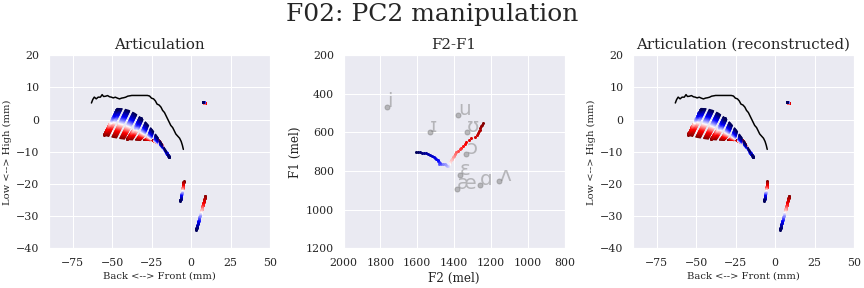 F02: PC2 manipulation
Articulation
F2-F1
Articulation (reconstructed)
20
10
0
−10
−20
−30
−40
Low <--> High (mm)
−75
−50
−25
0
25
50
Back <--> Front (mm)
200
400
600
800
1000
1200
F1 (mel)
j
u
ɪ
ʊ
ɔ
ɛ
æ
ɑ
ʌ
2000
1800
1600
1400
1200
1000
800
F2 (mel)
20
10
0
−10
−20
−30
−40
Low <--> High (mm)
−75
−50
−25
0
25
50
Back <--> Front (mm)